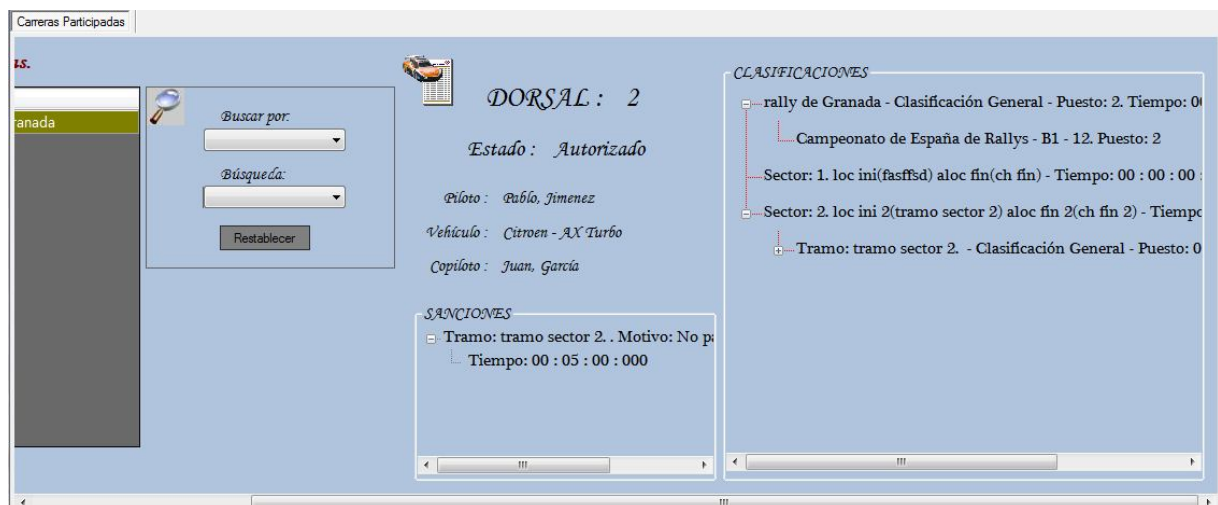 Carreras Participadas
as.
ranada
Buscar por:
Búsqueda:
Restablecer
DORSAL : 2
Estado : Autorizado
Piloto : Pablo, Jimenez
Vehículo : Citroen - AX Turbo
Copiloto : Juan, García
SANCIONES
Tramo: tramo sector 2. . Motivo: No pa
Tiempo: 00 : 05 : 00 : 000
CLASIFICACIONES
rally de Granada - Clasificación General - Puesto: 2. Tiempo: 00
Campeonato de España de Rallys - B1 - 12. Puesto: 2
Sector: 1. loc ini(fasffsd) aloc fin(ch fin) - Tiempo: 00 : 00 : 00 :
Sector: 2. loc ini 2(tramo sector 2) aloc fin 2(ch fin 2) - Tiempo
Tramo: tramo sector 2. - Clasificación General - Puesto: 0